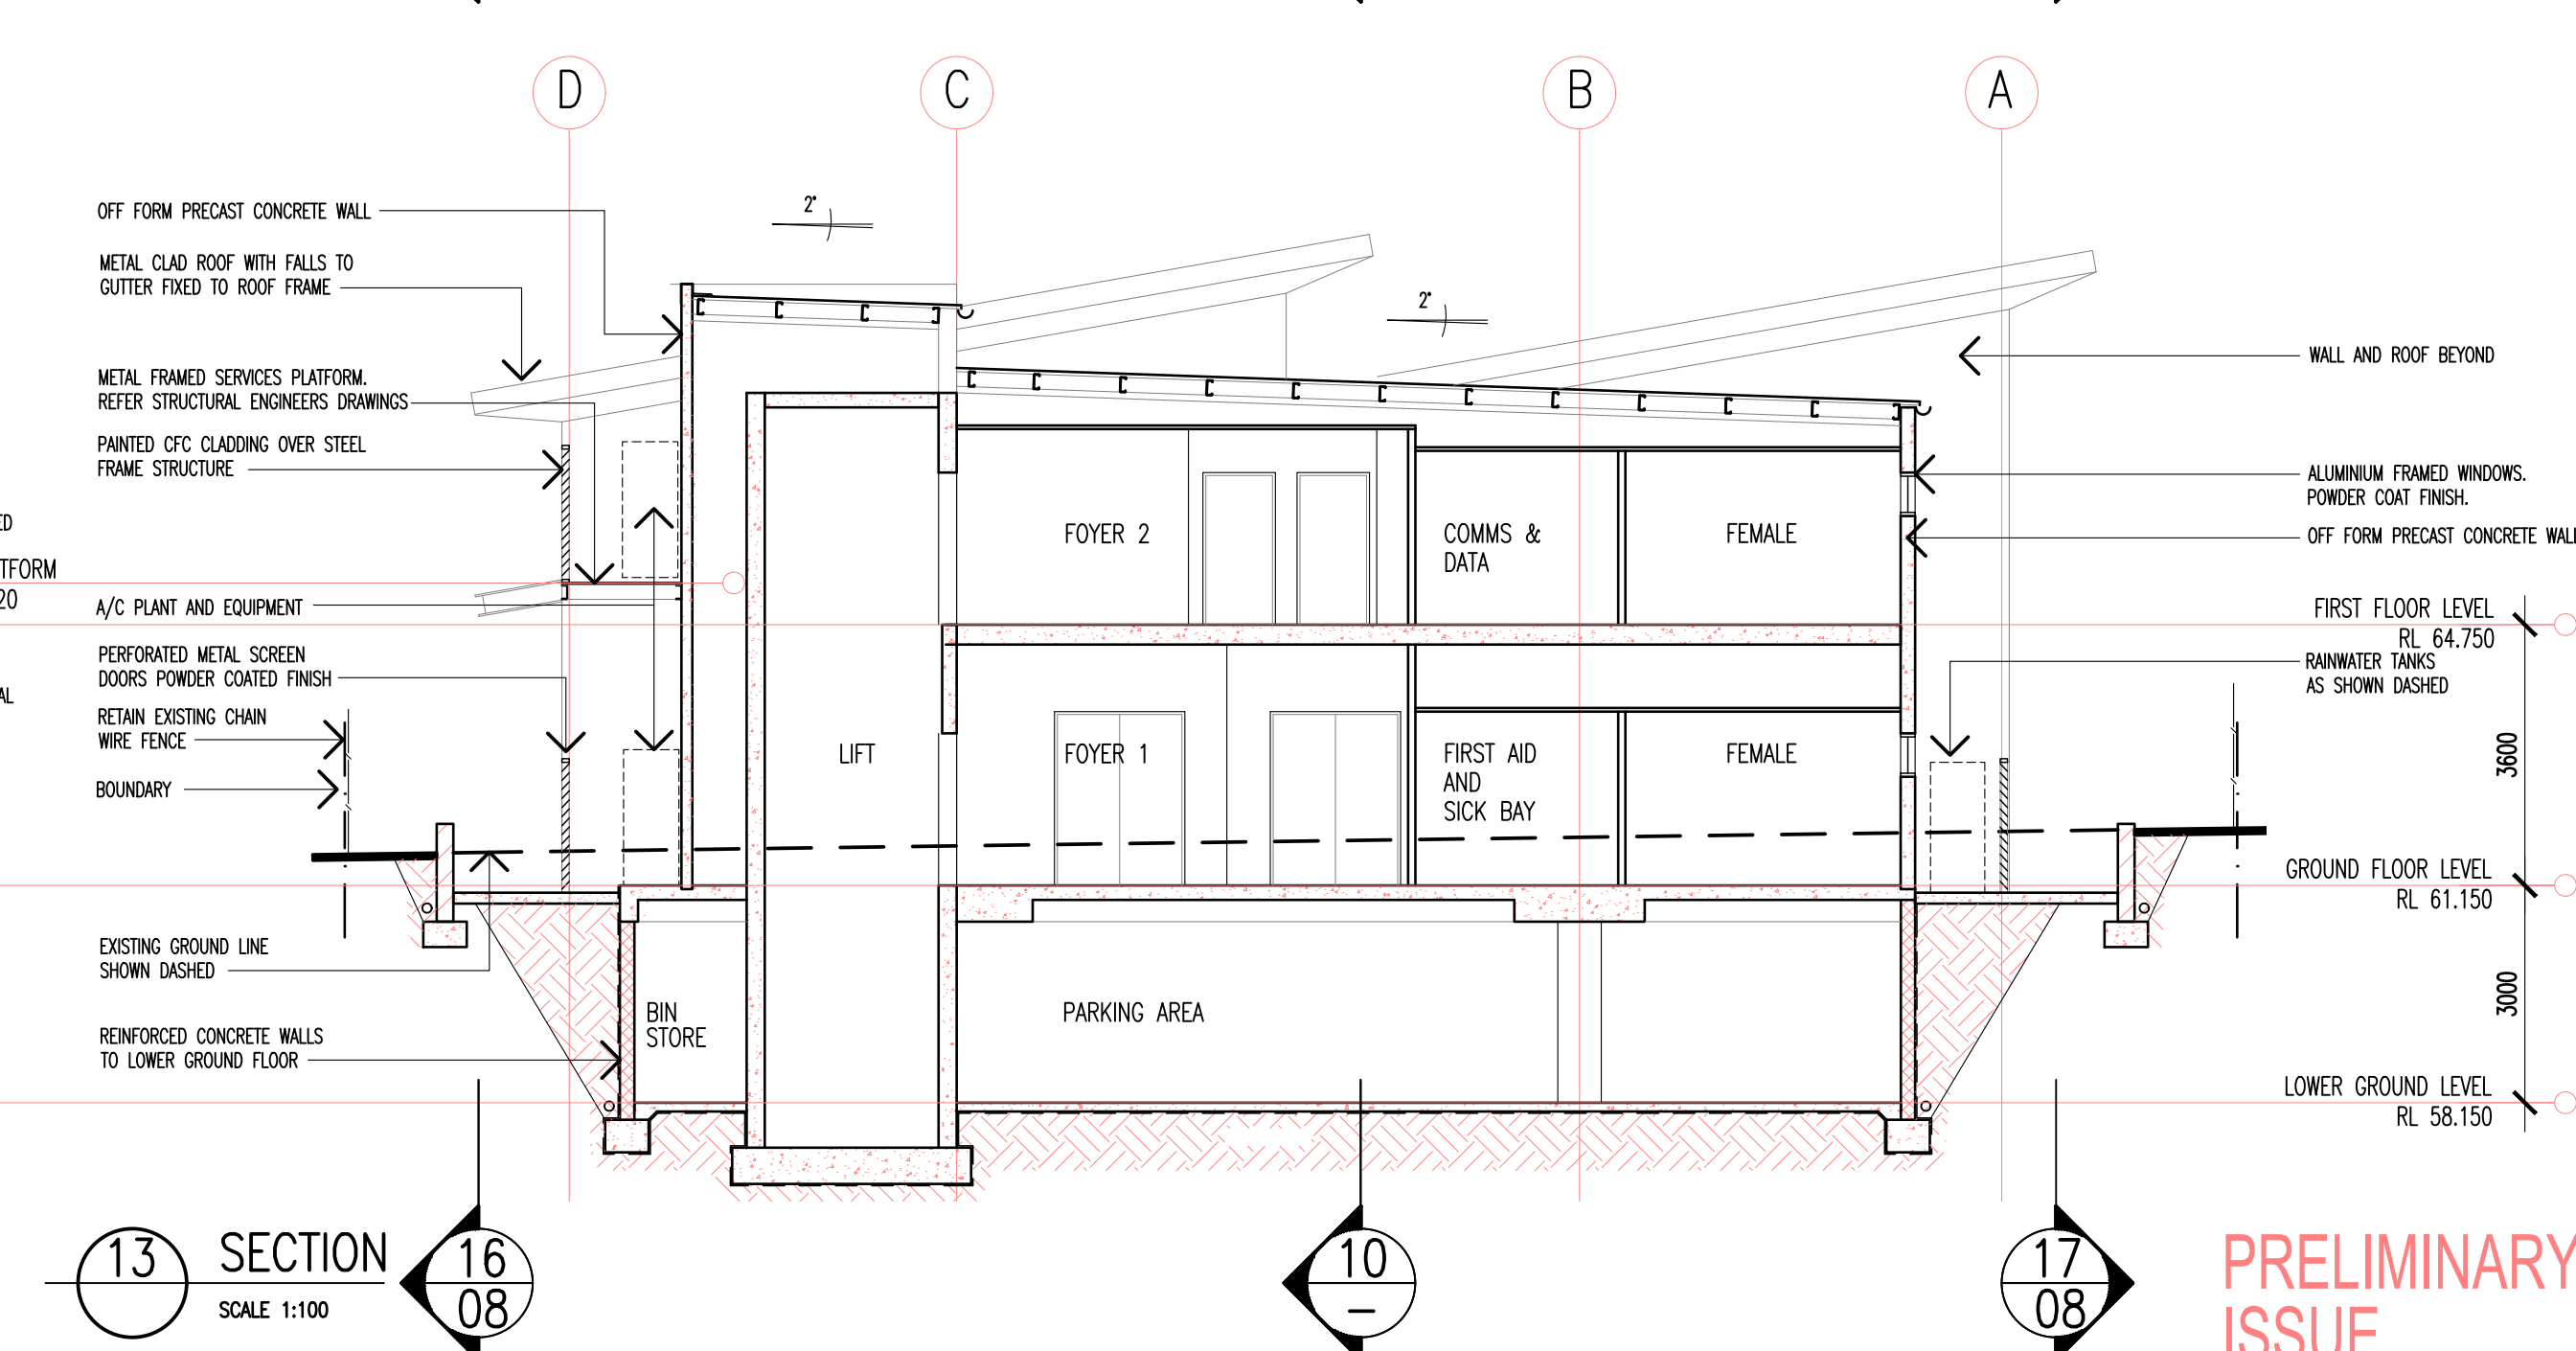 D
C
B
A
2°
2°
OFF FORM PRECAST CONCRETE WALL
METAL CLAD ROOF WITH FALLS TO
GUTTER FIXED TO ROOF FRAME
METAL FRAMED SERVICES PLATFORM.
REFER STRUCTURAL ENGINEERS DRAWINGS
PAINTED CFC CLADDING OVER STEEL
FRAME STRUCTURE
ED
TFORM
20
A/C PLANT AND EQUIPMENT
PERFORATED METAL SCREEN
DOORS POWDER COATED FINISH
AL
RETAIN EXISTING CHAIN
WIRE FENCE
BOUNDARY
EXISTING GROUND LINE
SHOWN DASHED
REINFORCED CONCRETE WALLS
TO LOWER GROUND FLOOR
FOYER 2
COMMS &
DATA
FEMALE
LIFT
FOYER 1
FIRST AID
AND
SICK BAY
FEMALE
BIN
STORE
PARKING AREA
WALL AND ROOF BEYOND
ALUMINIUM FRAMED WINDOWS.
POWDER COAT FINISH.
OFF FORM PRECAST CONCRETE WALL
FIRST FLOOR LEVEL
RL 64.750
RAINWATER TANKS
AS SHOWN DASHED
3600
GROUND FLOOR LEVEL
RL 61.150
3000
LOWER GROUND LEVEL
RL 58.150
13
SECTION
SCALE 1:100
16
08
10
–
17
08
PRELIMINARY
ISSUE